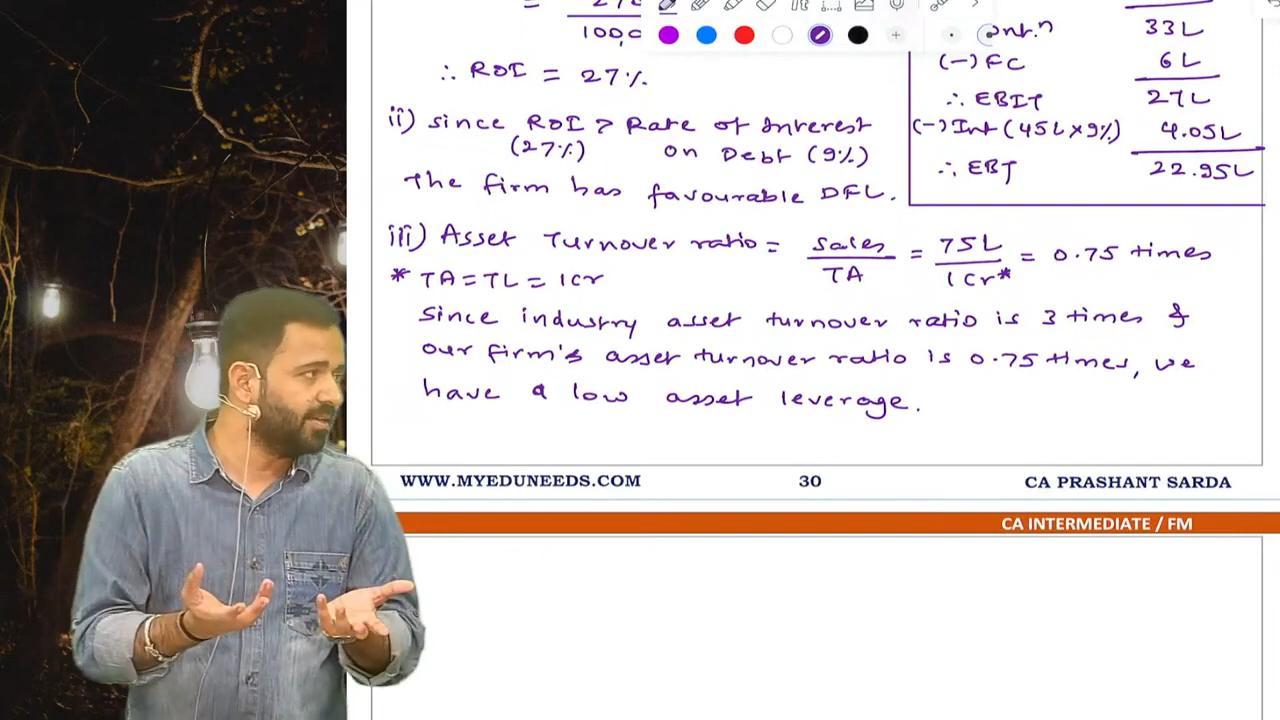 =
100,0
∴ ROI = 27%
ii) Since ROI > Rate of Interest
(27%) on Debt (9%)
The firm has favourable DFL.
iii) Asset Turnover ratio = Sales / TA = 75L / 1Cr* = 0.75 times
* TA = TL = 1cr
Since industry asset turnover ratio is 3 times &
our firm's asset turnover ratio is 0.75 times, we
have a low asset leverage.
33L
(-) FC 6L
∴ EBIT 27L
(-) Int (45L x 9%) 4.05L
∴ EBT 22.95L
WWW.MYEDUNEEDS.COM 30 CA PRASHANT SARDA
CA INTERMEDIATE / FM